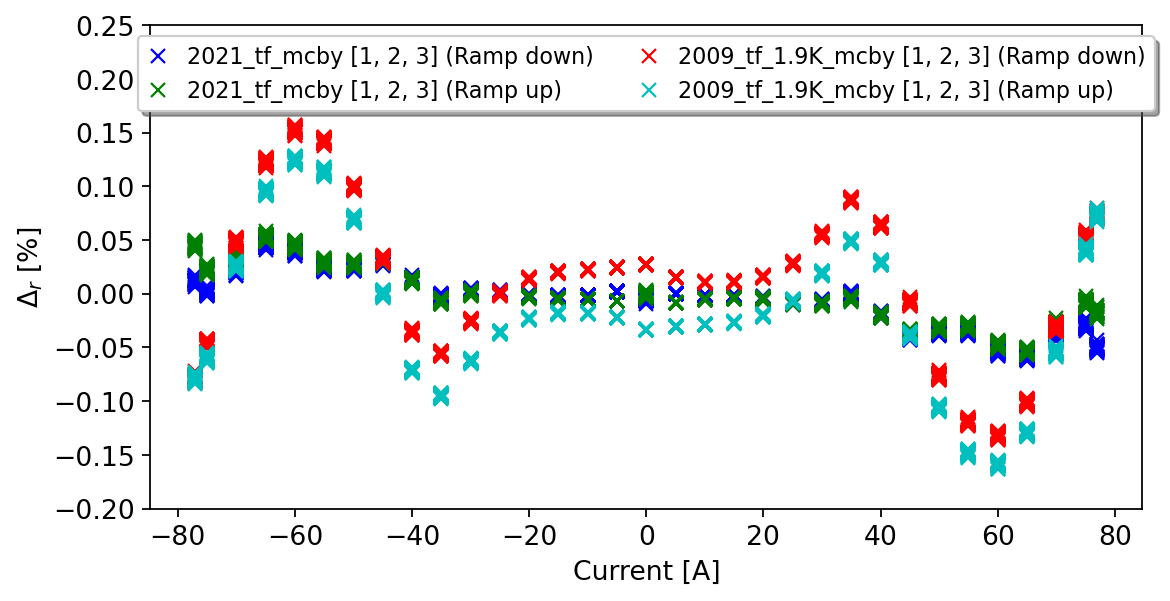 0.25
2021_tf_mcby [1, 2, 3] (Ramp down)
2009_tf_1.9K_mcby [1, 2, 3] (Ramp down)
0.20
2021_tf_mcby [1, 2, 3] (Ramp up)
2009_tf_1.9K_mcby [1, 2, 3] (Ramp up)
0.15
0.10
0.05
0.00
−0.05
−0.10
−0.15
−0.20
Δr [%]
−80 −60 −40 −20 0 20 40 60 80
Current [A]